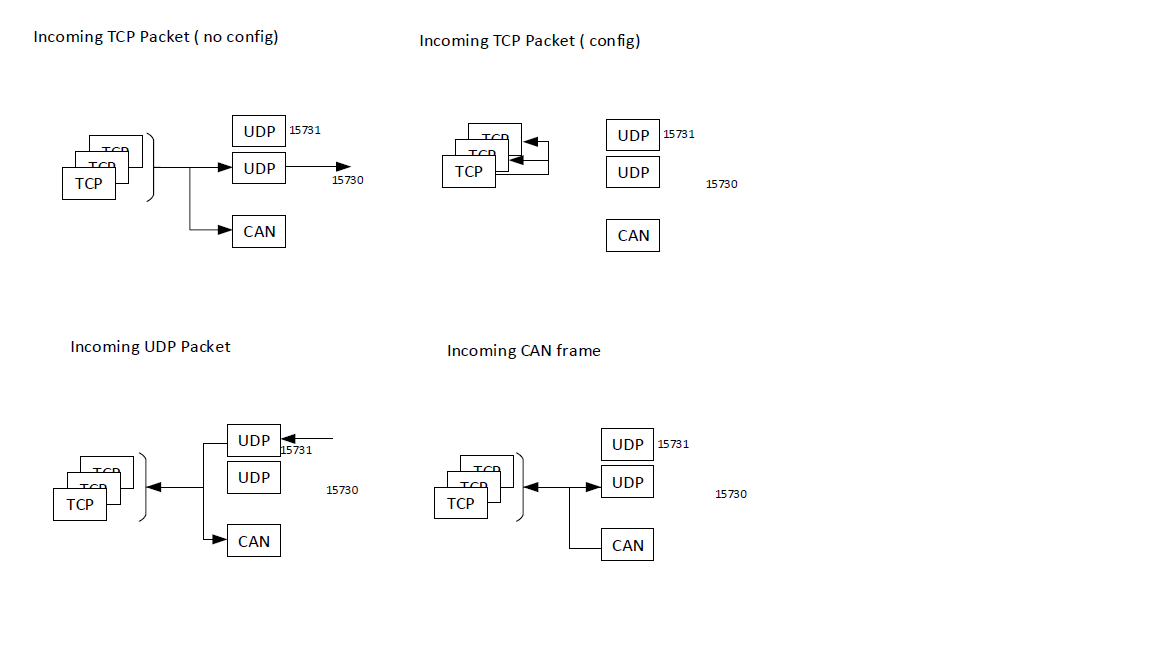 Incoming TCP Packet ( no config)
Incoming TCP Packet ( config)
UDP
15731
TCP
TCP
TCP
UDP
15730
CAN
UDP
15731
TCP
TCP
TCP
UDP
15730
CAN
Incoming UDP Packet
Incoming CAN frame
UDP
15731
TCP
TCP
TCP
UDP
15730
CAN
UDP
15731
TCP
TCP
TCP
UDP
15730
CAN